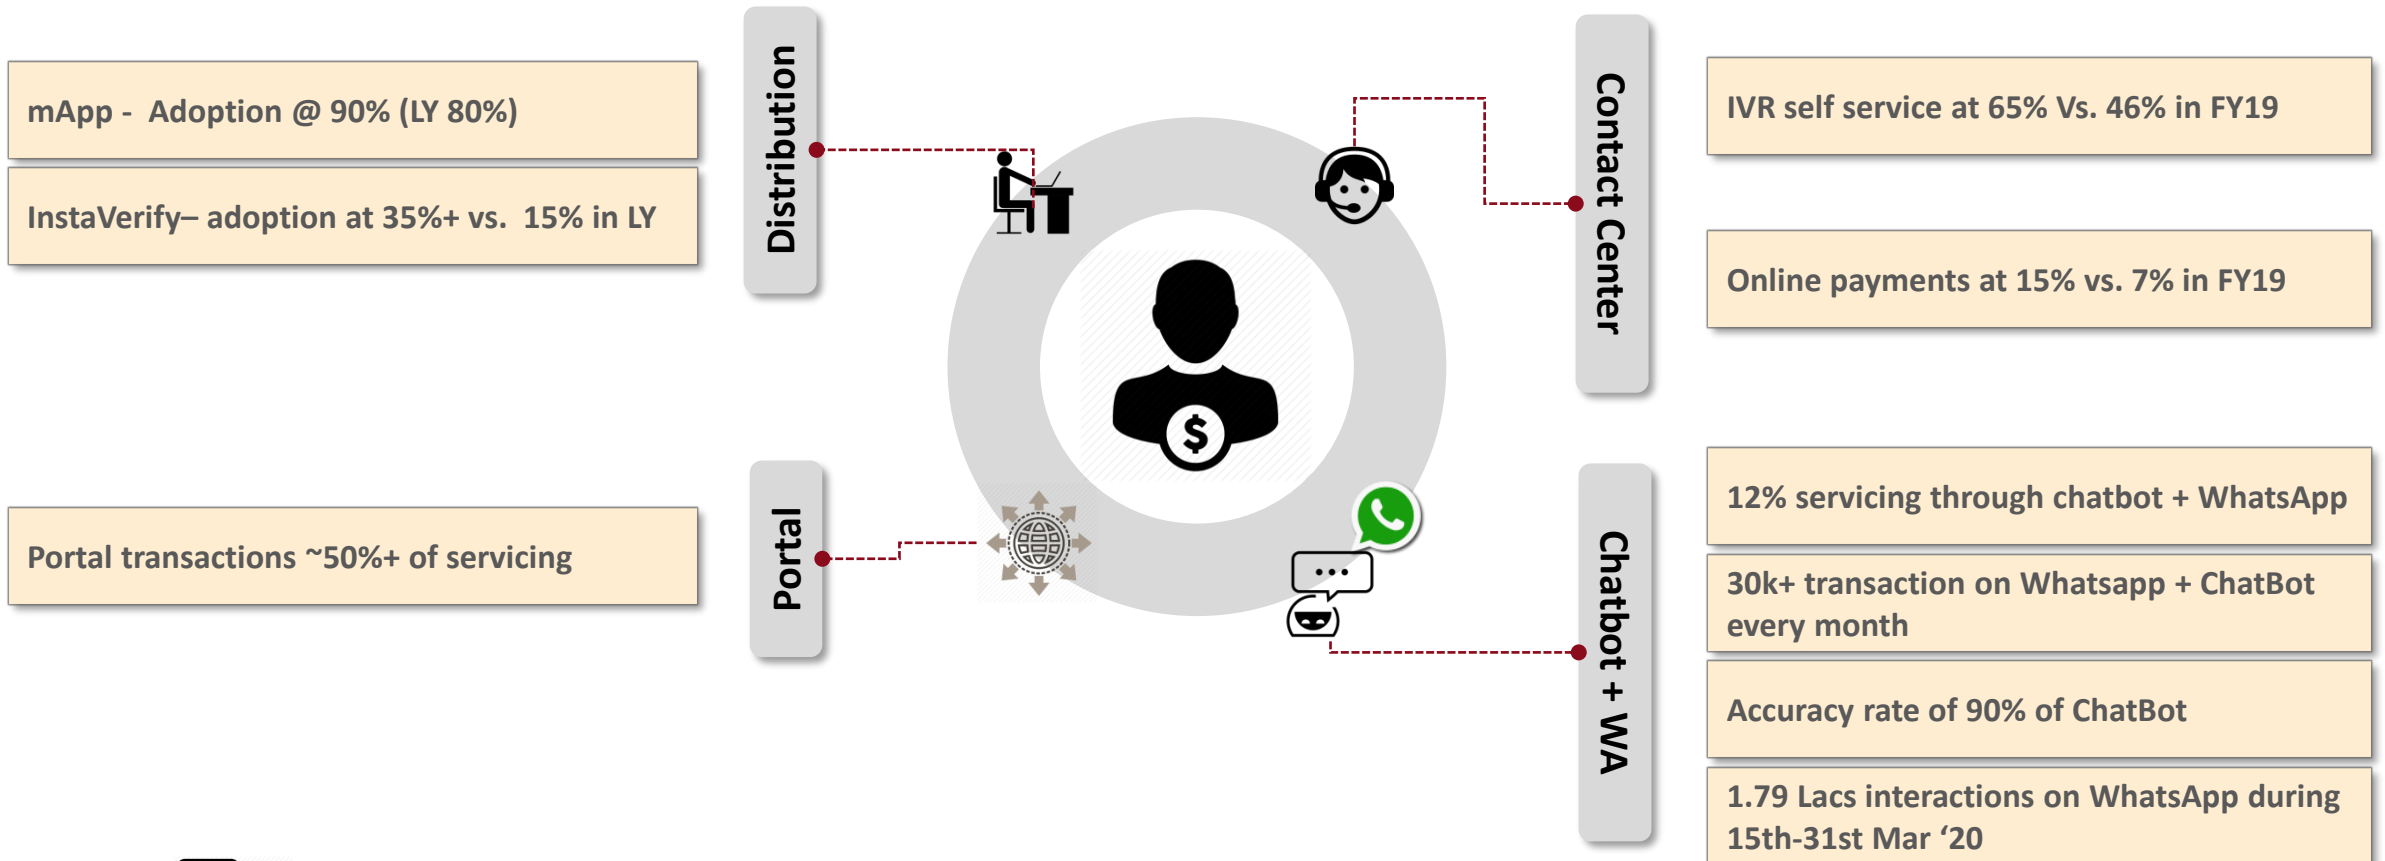 Distribution
mApp - Adoption @ 90% (LY 80%)
InstaVerify– adoption at 35%+ vs. 15% in LY
Contact Center
IVR self service at 65% Vs. 46% in FY19
Online payments at 15% vs. 7% in FY19
$
Portal
Portal transactions ~50%+ of servicing
Chatbot + WA
12% servicing through chatbot + WhatsApp
30k+ transaction on Whatsapp + ChatBot
every month
Accuracy rate of 90% of ChatBot
1.79 Lacs interactions on WhatsApp during
15th-31st Mar ‘20